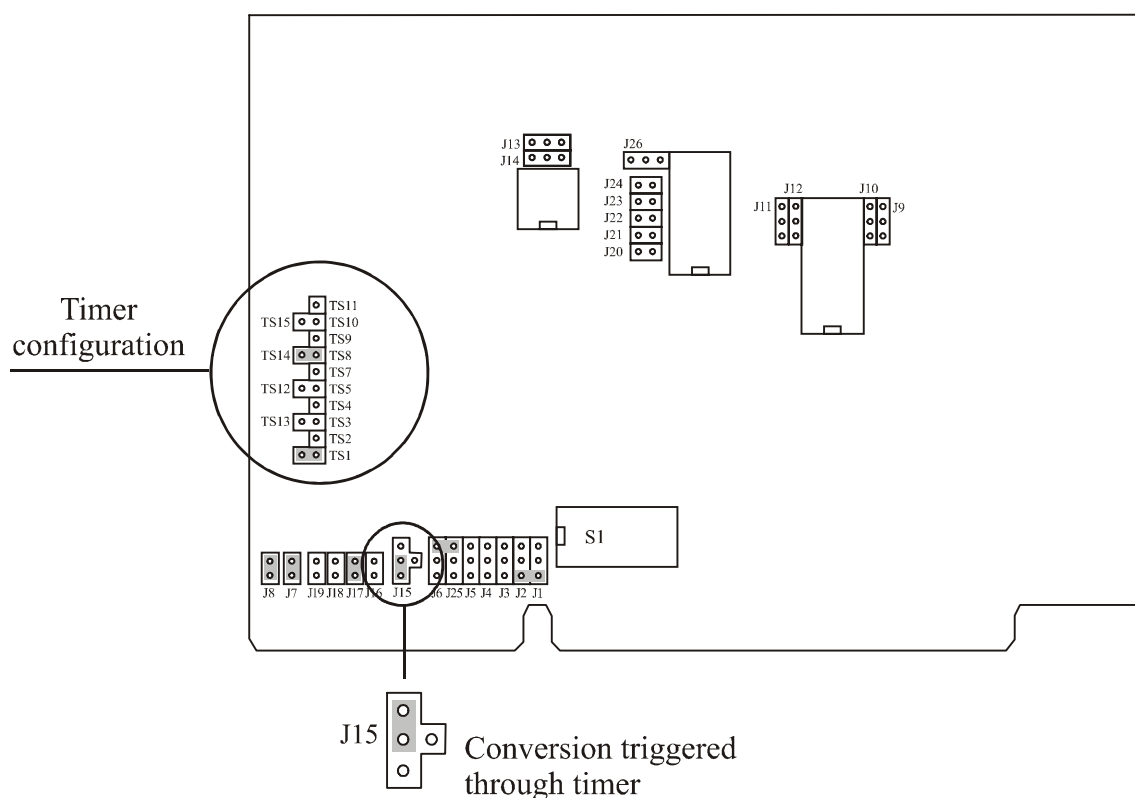 J13
J14
J26
J24
J23
J22
J21
J20
J12
J11
J10
J9
Timer
configuration
TS11
TS15 TS10
TS9
TS14 TS8
TS7
TS12 TS5
TS4
TS13 TS3
TS2
TS1
S1
J8 J7 J19 J18 J17 J16 J15 J6 J25 J5 J4 J3 J2 J1
J15
Conversion triggered
through timer